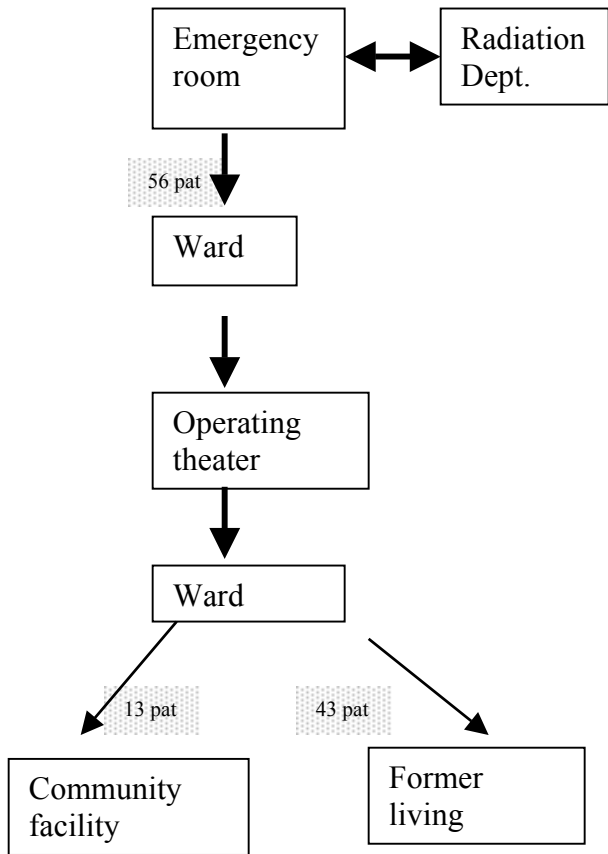 Emergency
room
Radiation
Dept.
56 pat
Ward
Operating
theater
Ward
13 pat
43 pat
Community
facility
Former
living